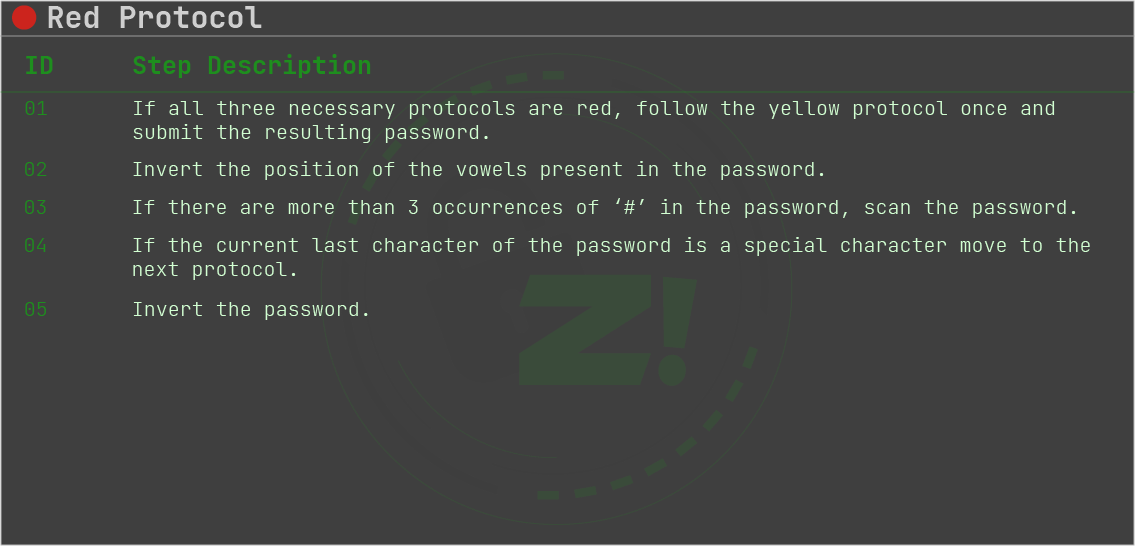 Red Protocol
ID Step Description
01 If all three necessary protocols are red, follow the yellow protocol once and
submit the resulting password.
02 Invert the position of the vowels present in the password.
03 If there are more than 3 occurrences of ‘#’ in the password, scan the password.
04 If the current last character of the password is a special character move to the
next protocol.
05 Invert the password.
Z!